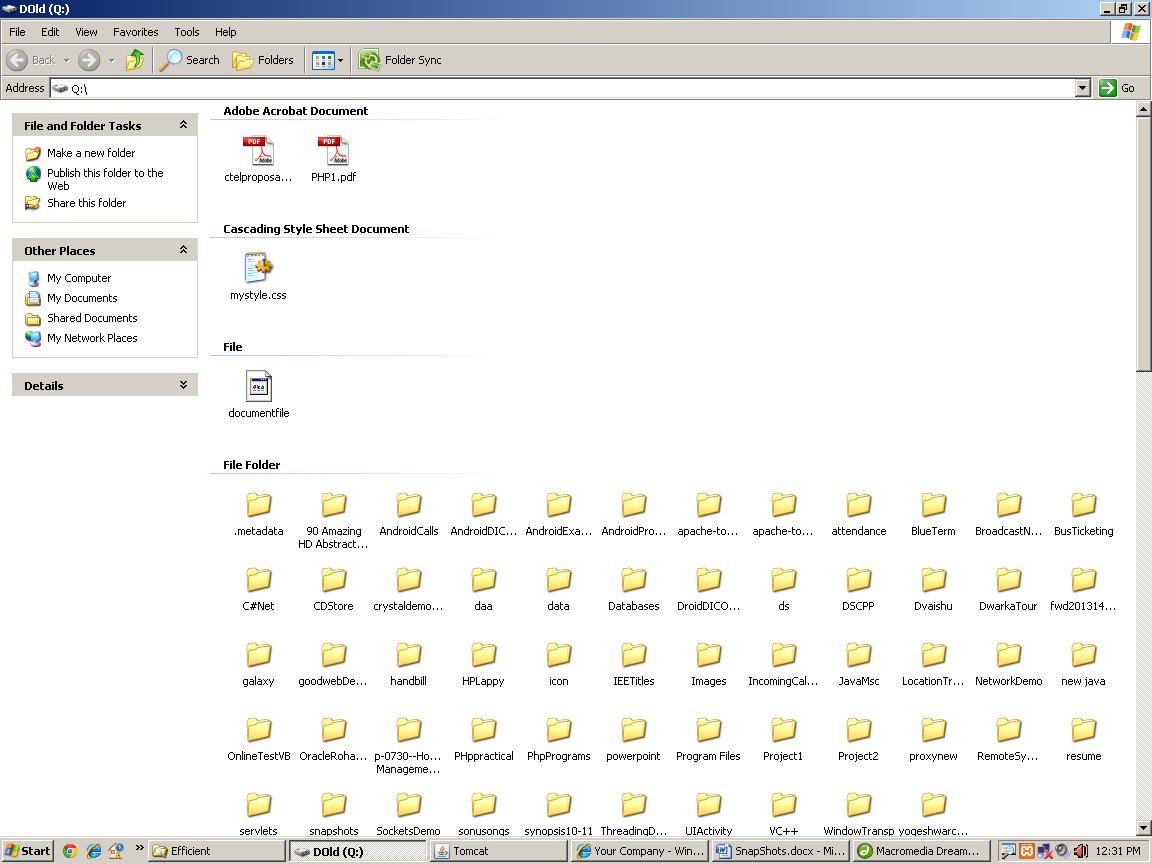 DOld (Q:)
File Edit View Favorites Tools Help
Back Search Folders Folder Sync
Address Q:\ Go
File and Folder Tasks
Make a new folder
Publish this folder to the
Web
Share this folder
Other Places
My Computer
My Documents
Shared Documents
My Network Places
Details
Adobe Acrobat Document
PDF Adobe PDF Adobe
ctelproposa... PHP1.pdf
Cascading Style Sheet Document
mystyle.css
File
documentfile
File Folder
.metadata 90 Amazing AndroidCalls AndroidDIC... AndroidExa... AndroidPro... apache-to... apache-to... attendance BlueTerm BroadcastN... BusTicketing
HD Abstract...
C#Net CDStore crystaldemo... daa data Databases DroidDICO... ds DSCPP Dvaishu DwarkaTour fwd201314...
galaxy goodwebDe... handbill HPLappy icon IEETitles Images IncomingCal... JavaMsc LocationTr... NetworkDemo new java
OnlineTestVB OracleRoha... p-0730--Ho... PHppractical PhpPrograms powerpoint Program Files Project1 Project2 proxynew RemoteSy... resume
Manageme...
servlets snapshots SocketsDemo sonusongs synopsis10-11 ThreadingD... UIActivity VC++ WindowTransp yogeshwarc...
Start » Efficient DOld (Q:) Tomcat Your Company - Win... SnapShots.docx - Mi... Macromedia Dream... 12:31 PM